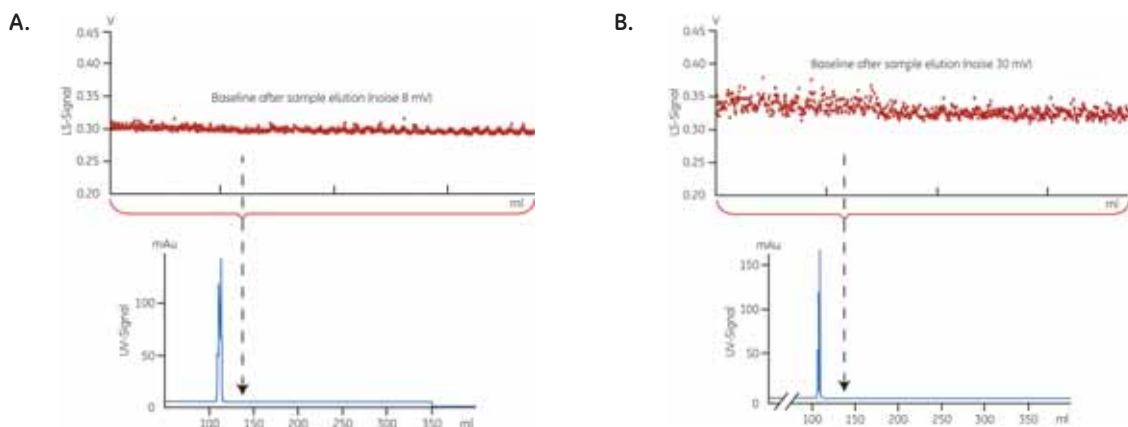 A.
V
0.45
0.40
0.35
0.30
0.25
0.20
LS-Signal
Baseline after sample elution (noise 8 mV)
ml
mAu
100
50
0
UV-Signal
100 150 200 250 300 350 ml
B.
V
0.45
0.40
0.35
0.30
0.25
0.20
LS-Signal
Baseline after sample elution (noise 30 mV)
ml
mAu
150
100
50
0
UV-Signal
100 150 200 250 300 350 ml